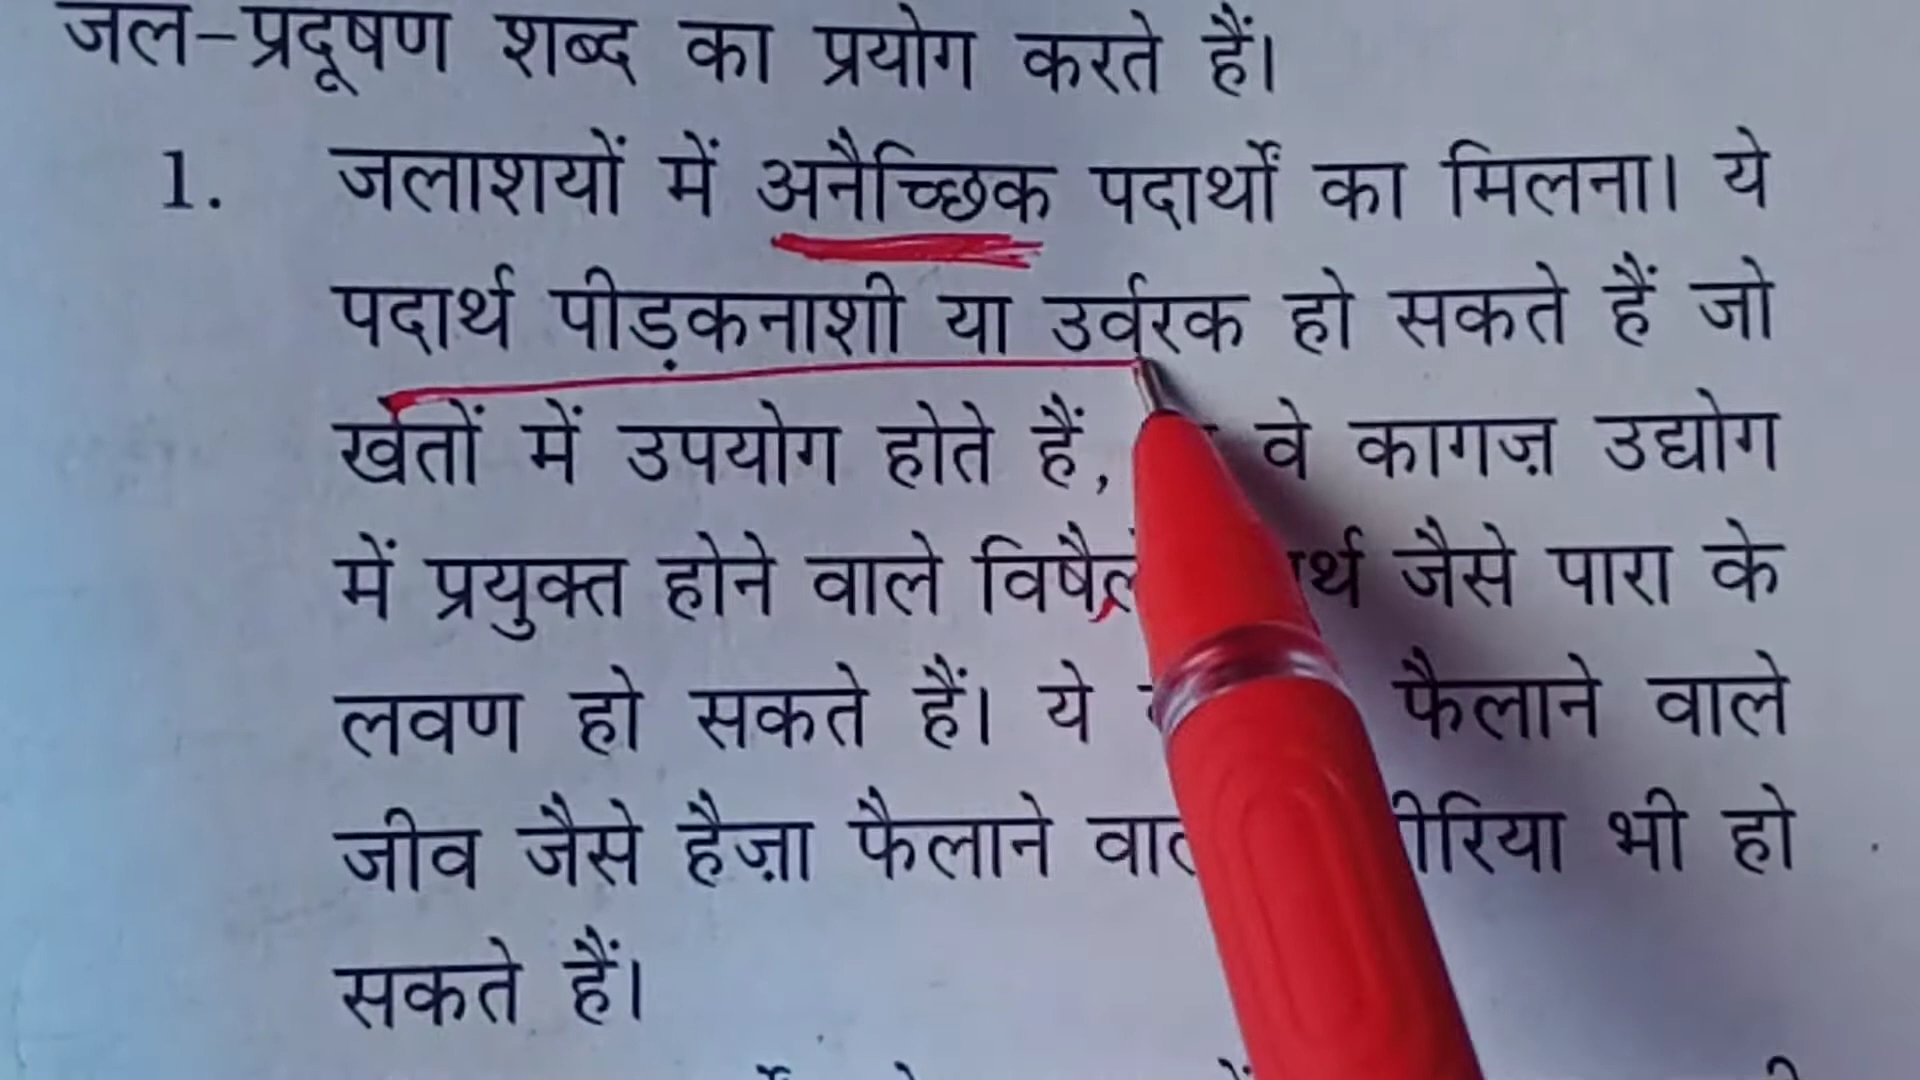 जल-प्रदूषण शब्द का प्रयोग करते हैं।
1. जलाशयों में अनैच्छिक पदार्थों का मिलना। ये
पदार्थ पीड़कनाशी या उर्वरक हो सकते हैं जो
खेतों में उपयोग होते हैं, वे कागज़ उद्योग
में प्रयुक्त होने वाले जैसे पारा के
लवण हो सकते हैं। ये फैलाने वाले
जीव जैसे हैज़ा फैलाने भी हो
सकते हैं।